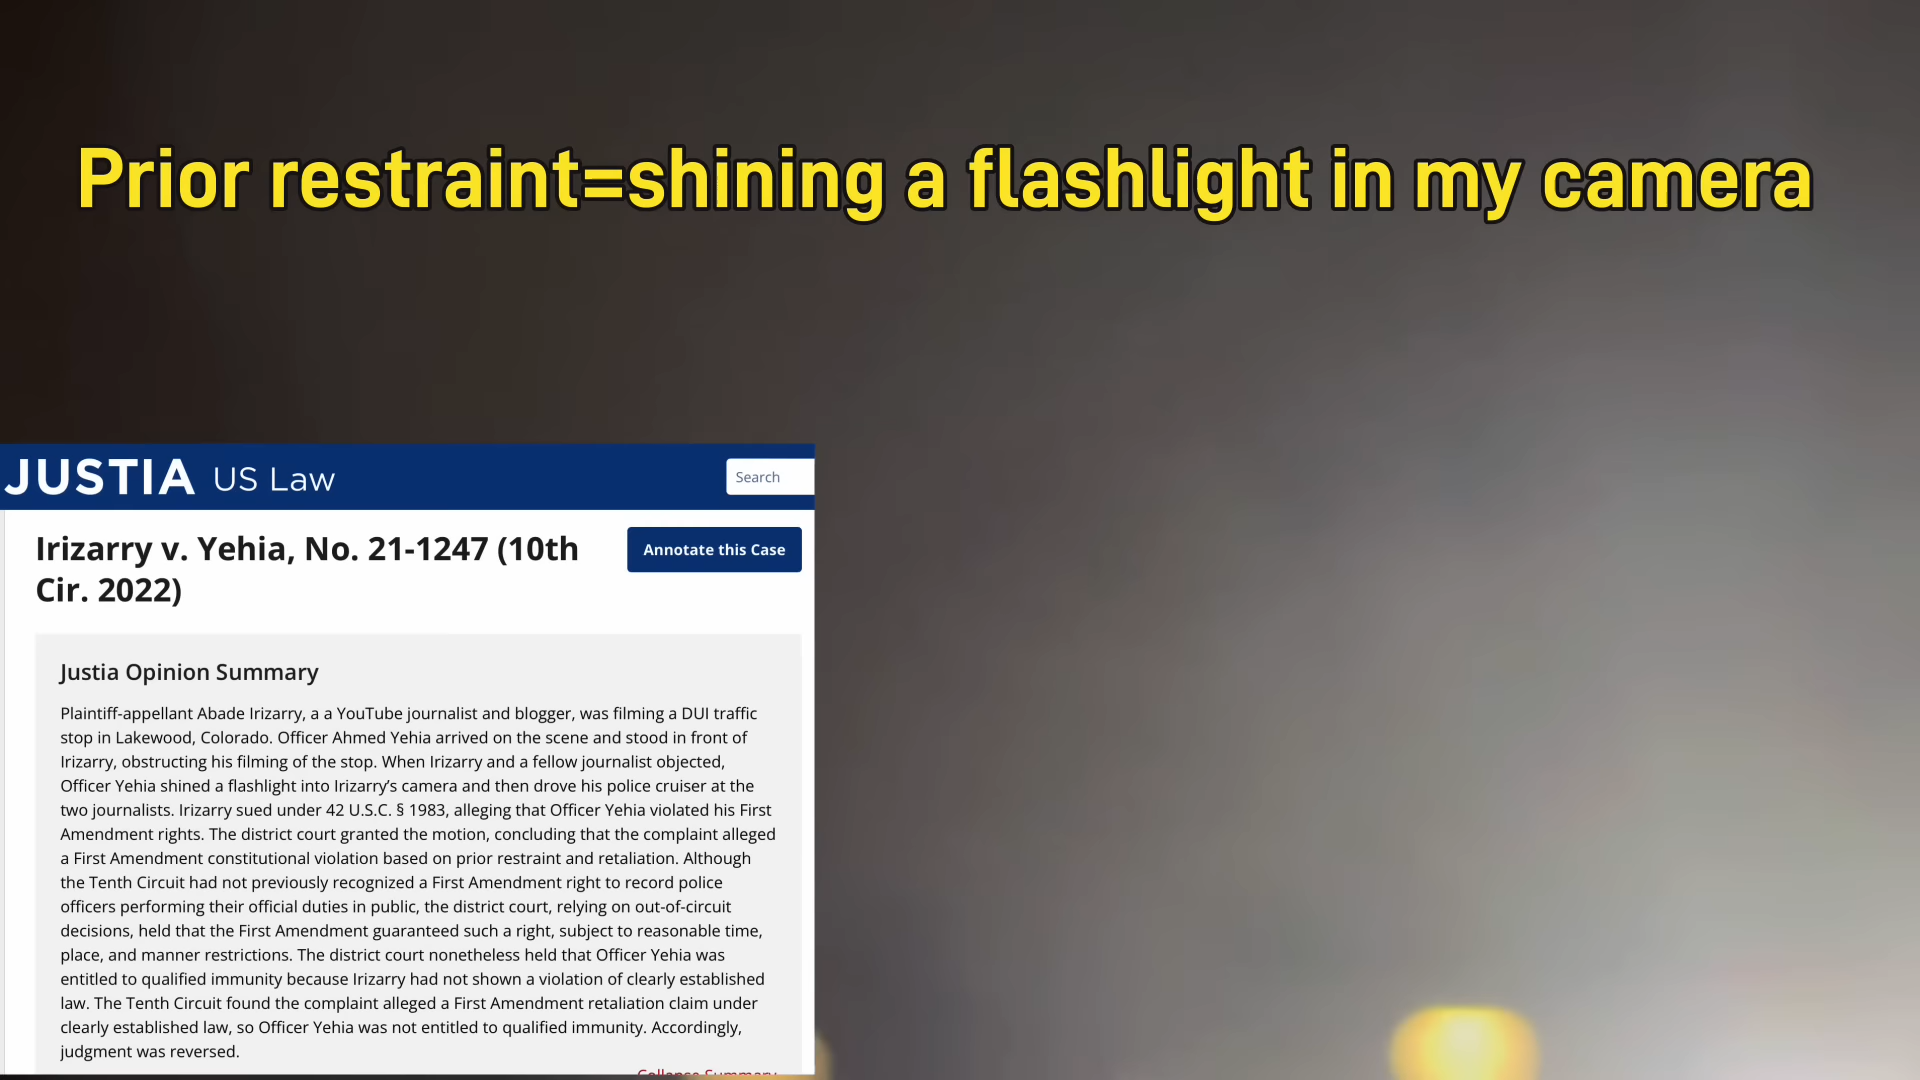 Prior restraint=shining a flashlight in my camera
JUSTIA US Law
Search
Irizarry v. Yehia, No. 21-1247 (10th
Cir. 2022)
Annotate this Case
Justia Opinion Summary
Plaintiff-appellant Abade Irizarry, a a YouTube journalist and blogger, was filming a DUI traffic
stop in Lakewood, Colorado. Officer Ahmed Yehia arrived on the scene and stood in front of
Irizarry, obstructing his filming of the stop. When Irizarry and a fellow journalist objected,
Officer Yehia shined a flashlight into Irizarry’s camera and then drove his police cruiser at the
two journalists. Irizarry sued under 42 U.S.C. § 1983, alleging that Officer Yehia violated his First
Amendment rights. The district court granted the motion, concluding that the complaint alleged
a First Amendment constitutional violation based on prior restraint and retaliation. Although
the Tenth Circuit had not previously recognized a First Amendment right to record police
officers performing their official duties in public, the district court, relying on out-of-circuit
decisions, held that the First Amendment guaranteed such a right, subject to reasonable time,
place, and manner restrictions. The district court nonetheless held that Officer Yehia was
entitled to qualified immunity because Irizarry had not shown a violation of clearly established
law. The Tenth Circuit found the complaint alleged a First Amendment retaliation claim under
clearly established law, so Officer Yehia was not entitled to qualified immunity. Accordingly,
judgment was reversed.
Collapse Summary